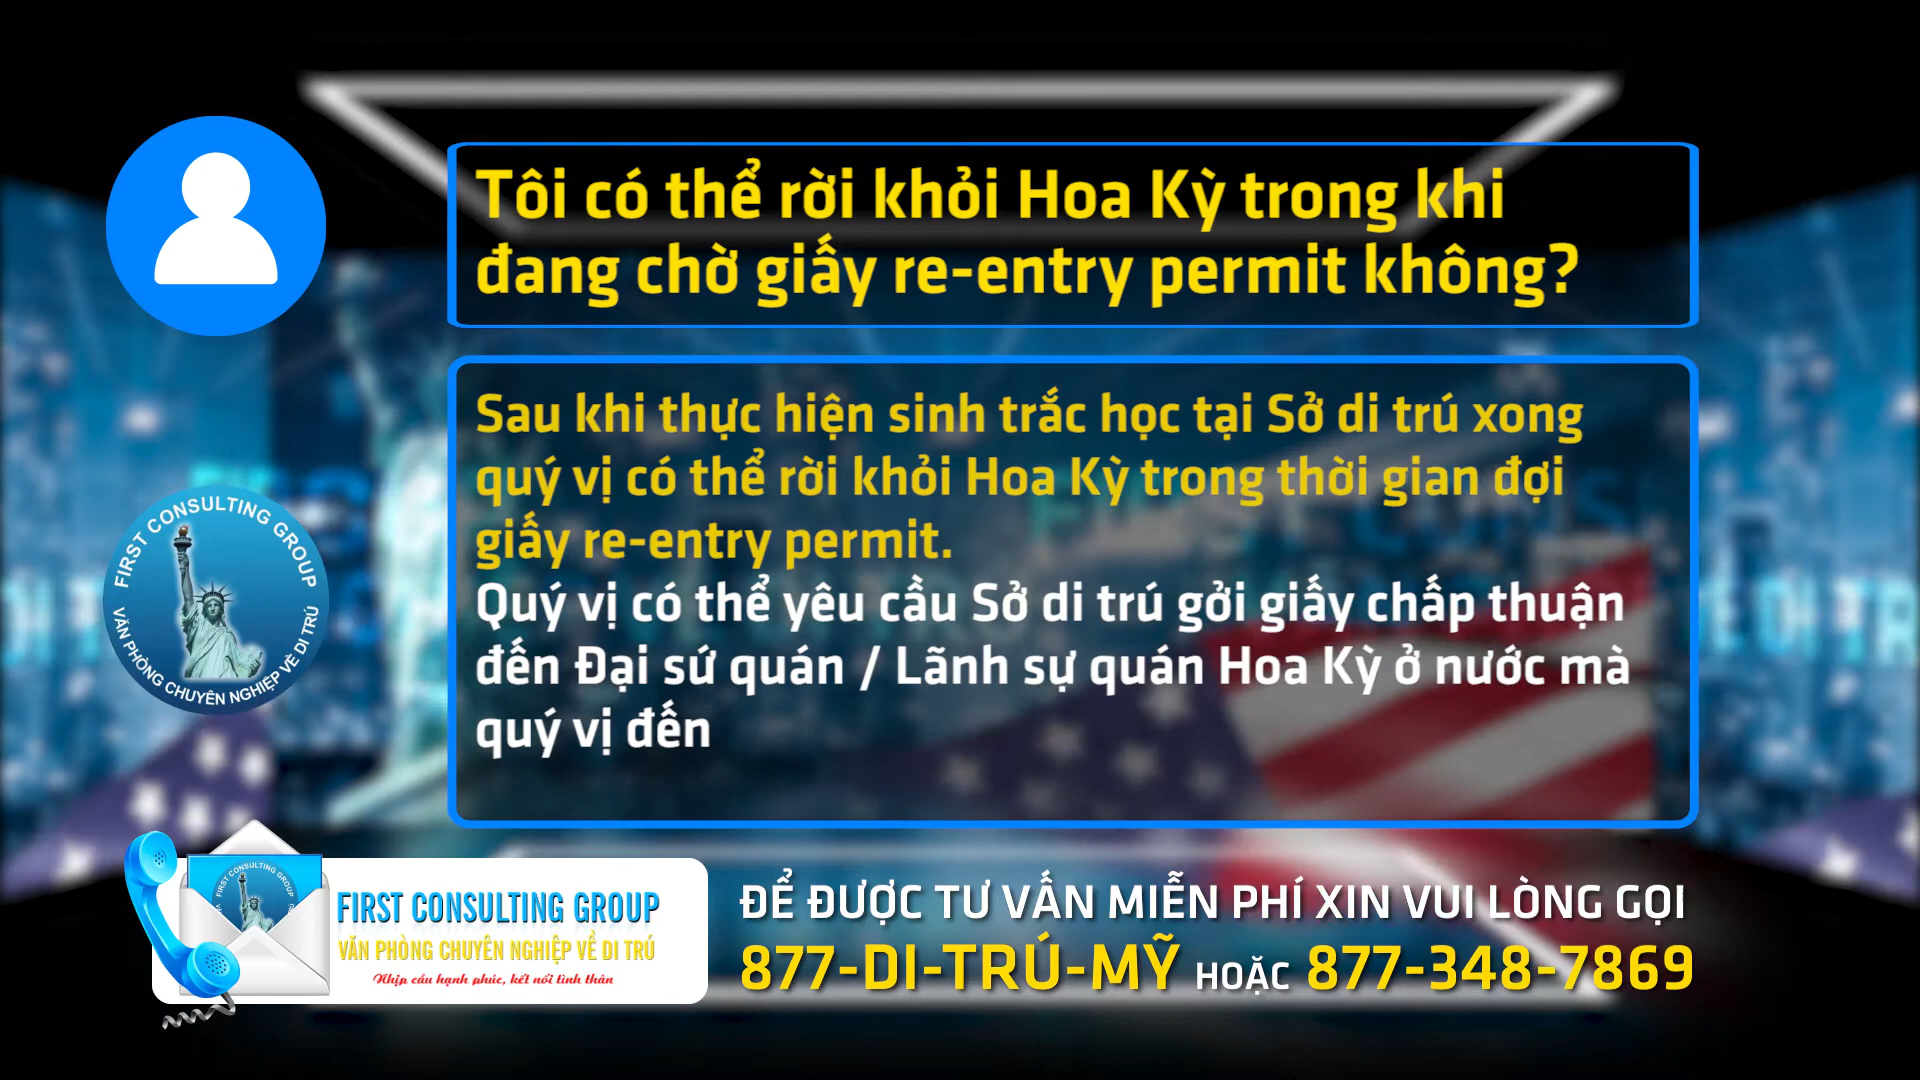 Tôi có thể rời khỏi Hoa Kỳ trong khi
đang chờ giấy re-entry permit không?
Sau khi thực hiện sinh trắc học tại Sở di trú xong
quý vị có thể rời khỏi Hoa Kỳ trong thời gian đợi
giấy re-entry permit.
Quý vị có thể yêu cầu Sở di trú gởi giấy chấp thuận
đến Đại sứ quán / Lãnh sự quán Hoa Kỳ ở nước mà
quý vị đến
FIRST CONSULTING GROUP
VĂN PHÒNG CHUYÊN NGHIỆP VỀ DI TRÚ
FIRST CONSULTING GROUP
FIRST CONSULTING GROUP
VĂN PHÒNG CHUYÊN NGHIỆP VỀ DI TRÚ
Nhịp cầu hạnh phúc, kết nối tình thân
ĐỂ ĐƯỢC TƯ VẤN MIỄN PHÍ XIN VUI LÒNG GỌI
877-DI-TRÚ-MỸ HOẶC 877-348-7869